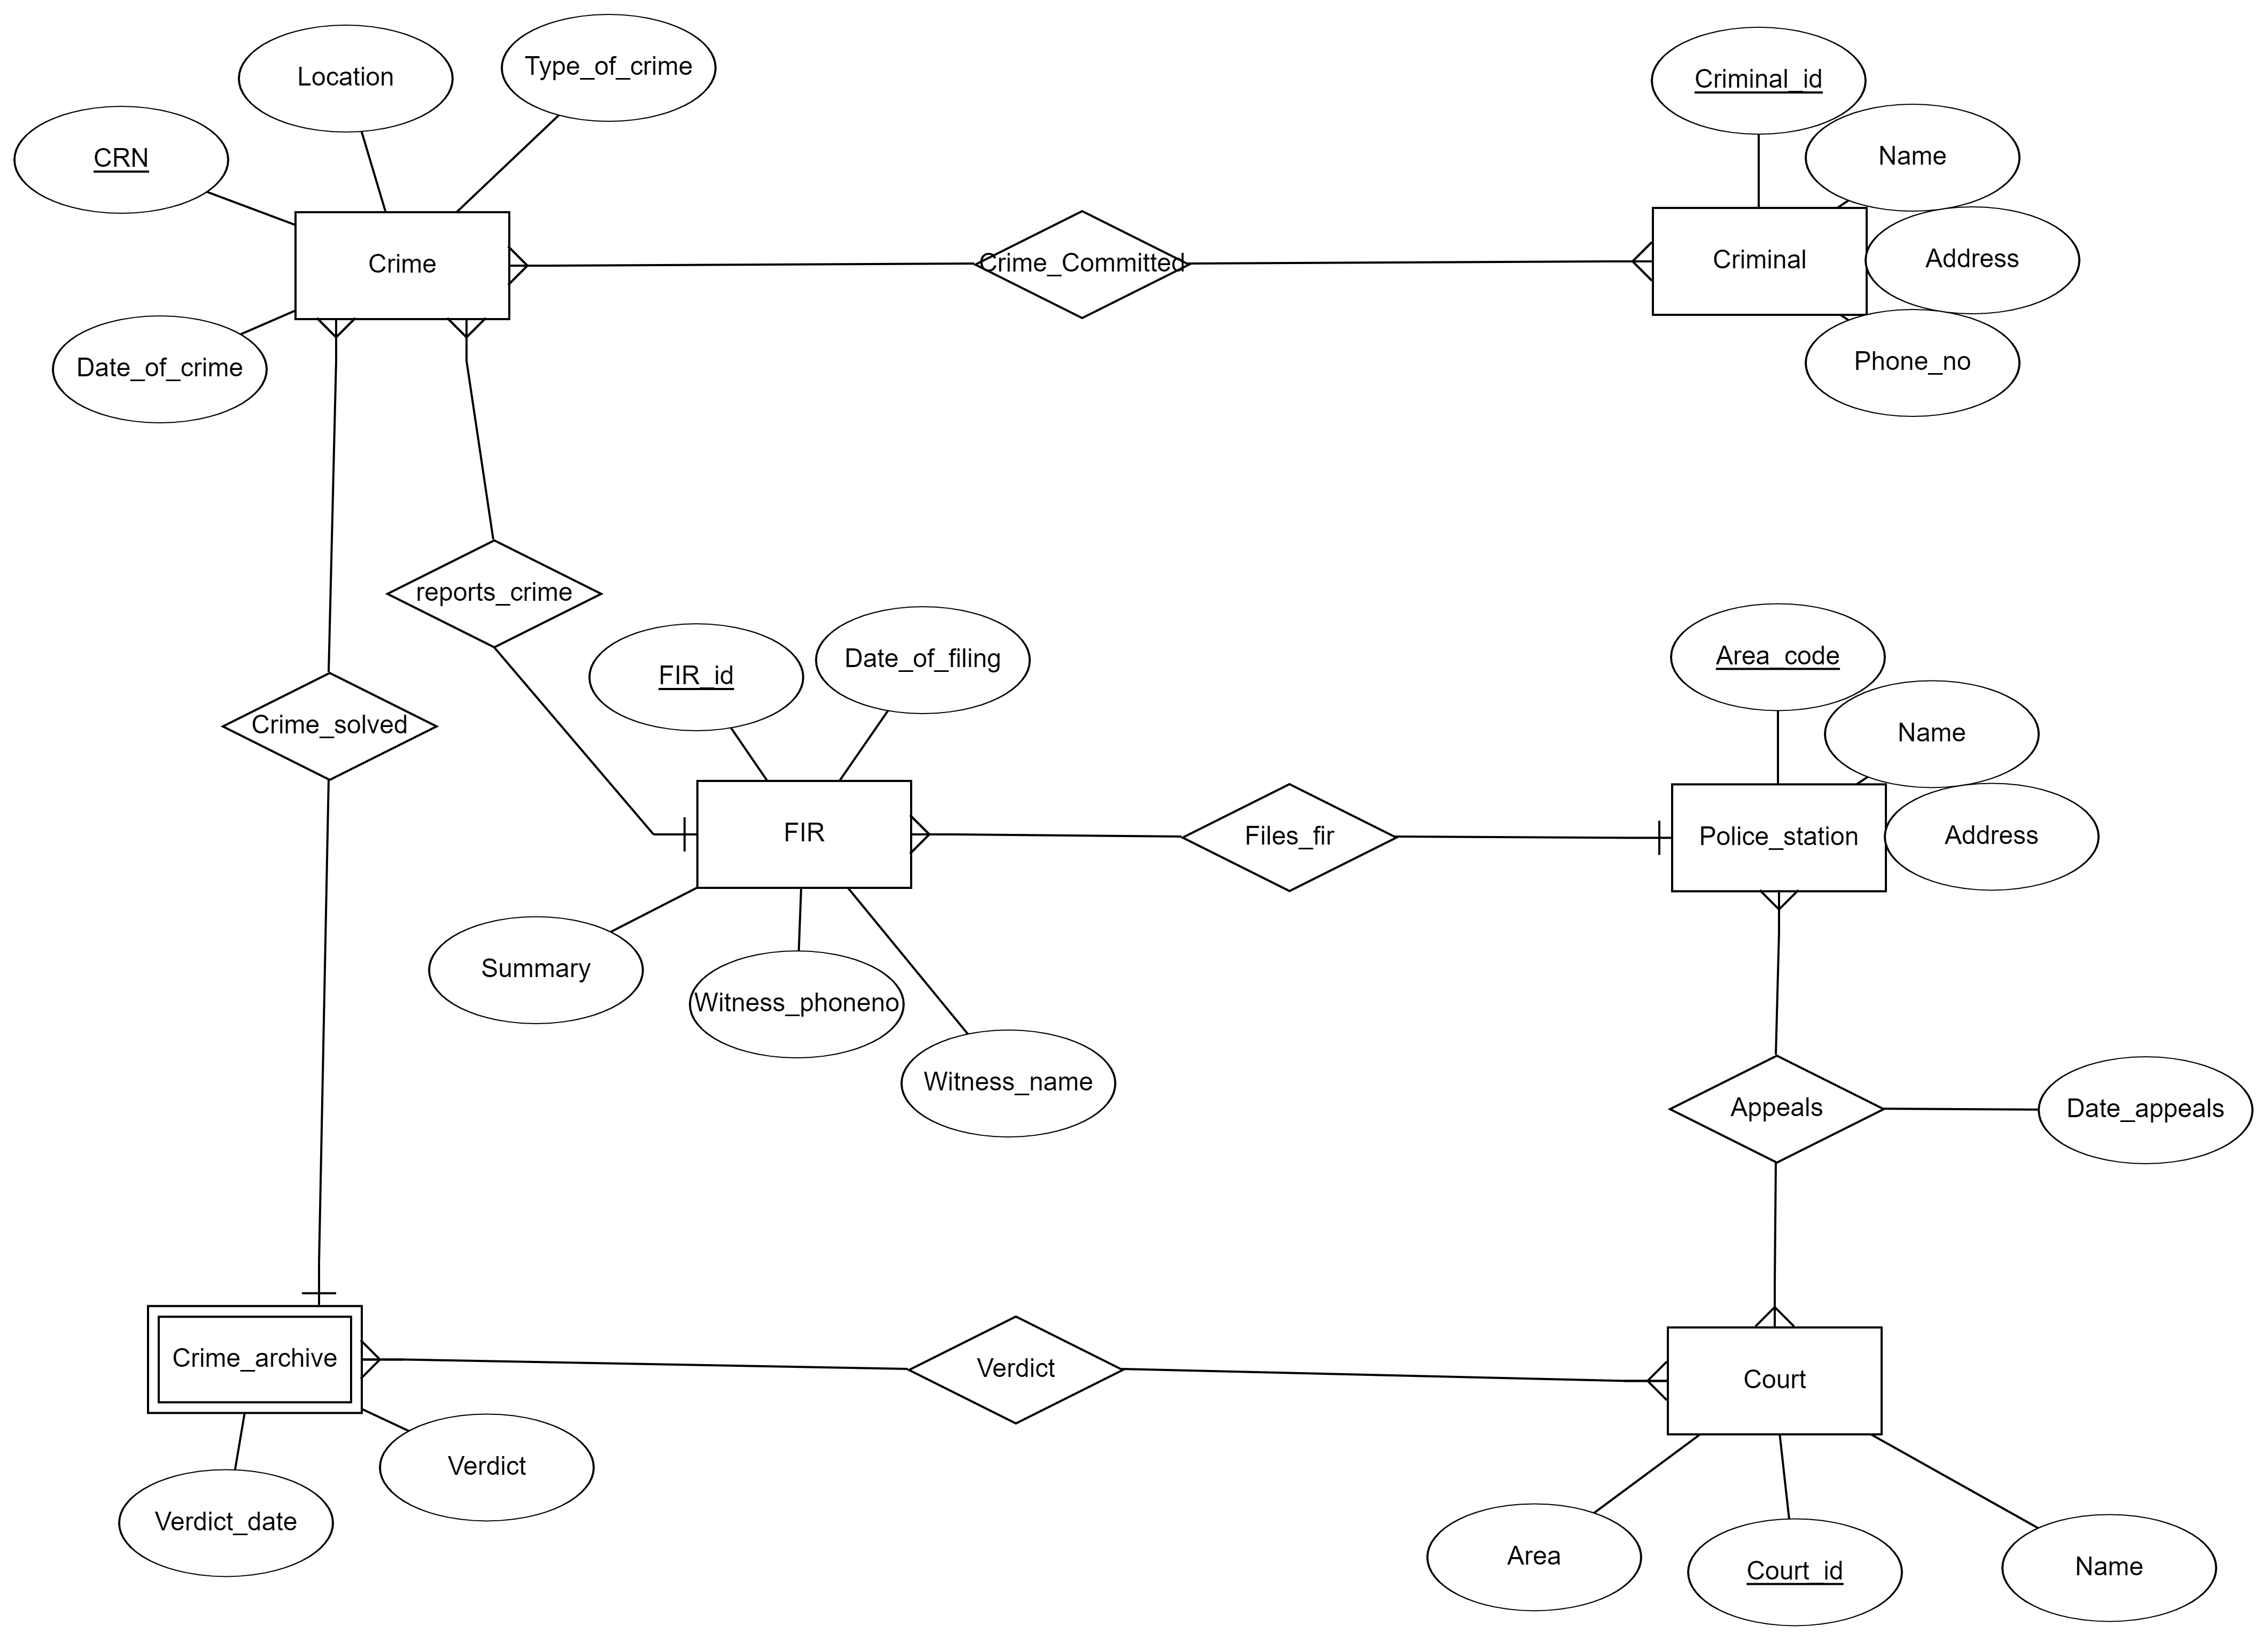 Type_of_crime
Location
Criminal_id
CRN
Name
Crime
Crime_Committed
Criminal
Address
Date_of_crime
Phone_no
reports_crime
FIR_id
Date_of_filing
Area_code
Crime_solved
Name
FIR
Files_fir
Police_station
Address
Summary
Witness_phoneno
Witness_name
Appeals
Date_appeals
Crime_archive
Verdict
Court
Verdict
Verdict_date
Area
Court_id
Name